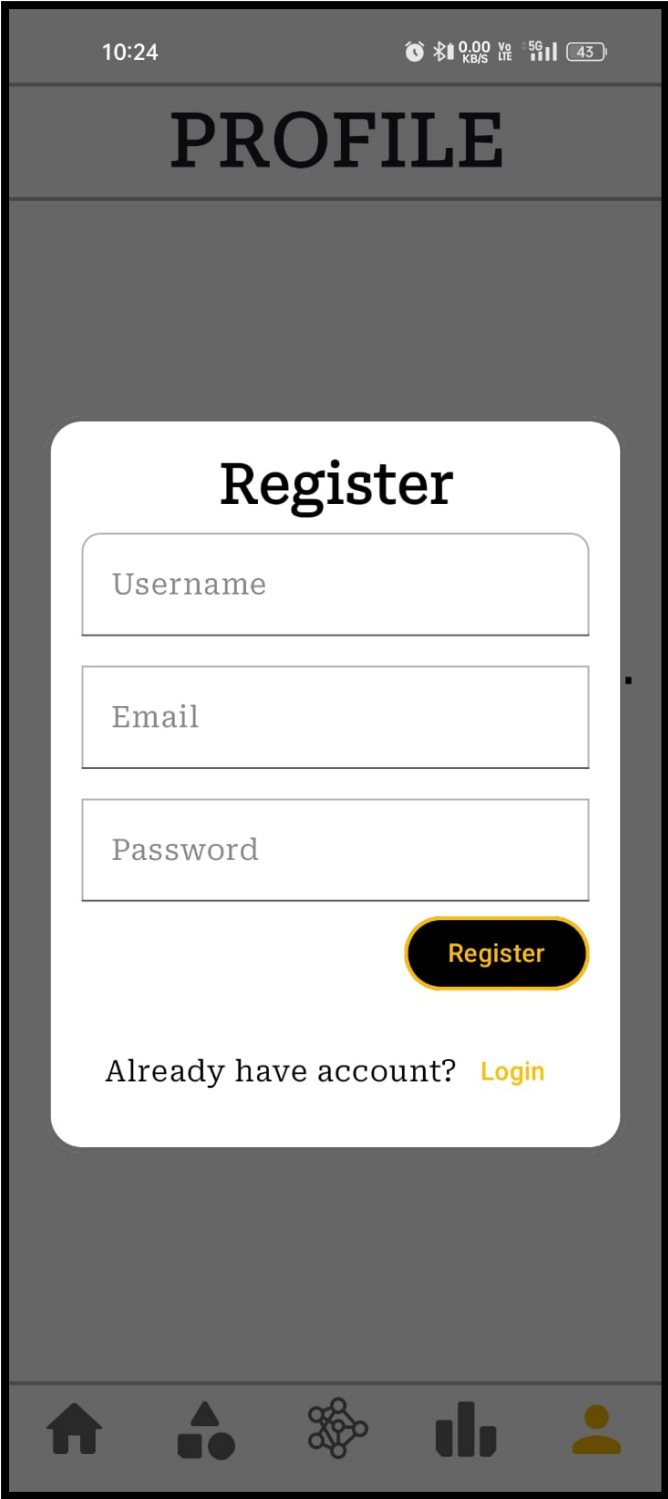 10:24 0.00 KB/S Vo LTE 5G 43
PROFILE
Register
Username
Email
.
Password
Register
Already have account? Login